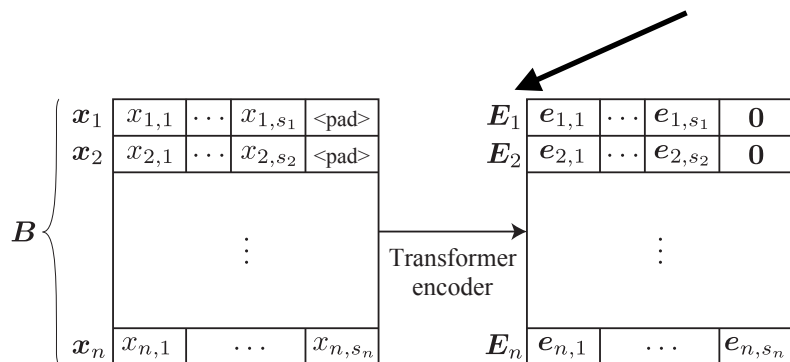 x₁ x₁,₁ ⋯ x₁,ₛ₁ <pad> E₁ e₁,₁ ⋯ e₁,ₛ₁ 0
x₂ x₂,₁ ⋯ x₂,ₛ₂ <pad> E₂ e₂,₁ ⋯ e₂,ₛ₂ 0
B ⋮ ⋮
Transformer
encoder
xₙ xₙ,₁ ⋯ xₙ,ₛₙ Eₙ eₙ,₁ ⋯ eₙ,ₛₙ